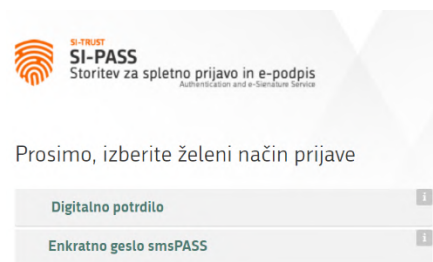 SI-TRUST
SI-PASS
Storitev za spletno prijavo in e-podpis
Authentication and e-Signature Service
Prosimo, izberite želeni način prijave
Digitalno potrdilo
i
Enkratno geslo smsPASS
i